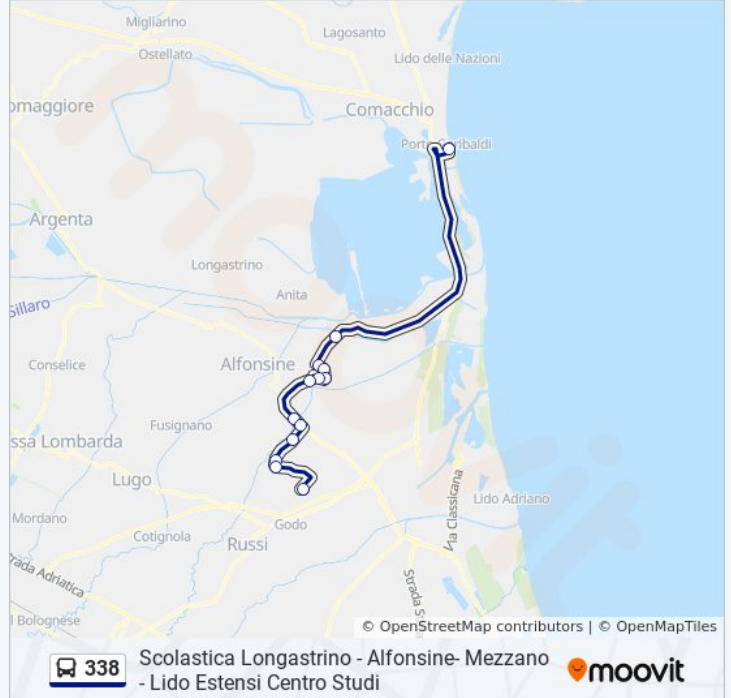 Migliarino
Lagosanto
Ostellato
Lido delle Nazioni
omaggiore
Comacchio
Porto Garibaldi
Argenta
Longastrino
Anita
Sillaro
Conselice
Alfonsine
Fusignano
ssa Lombarda
Lugo
Lido Adriano
Via Classicana
Mordano
Godo
Cotignola
Russi
rada Adriatica
Strada S
l Bolognese
© OpenStreetMap contributors | © OpenMapTiles
338
Scolastica Longastrino - Alfonsine- Mezzano
- Lido Estensi Centro Studi
moovit